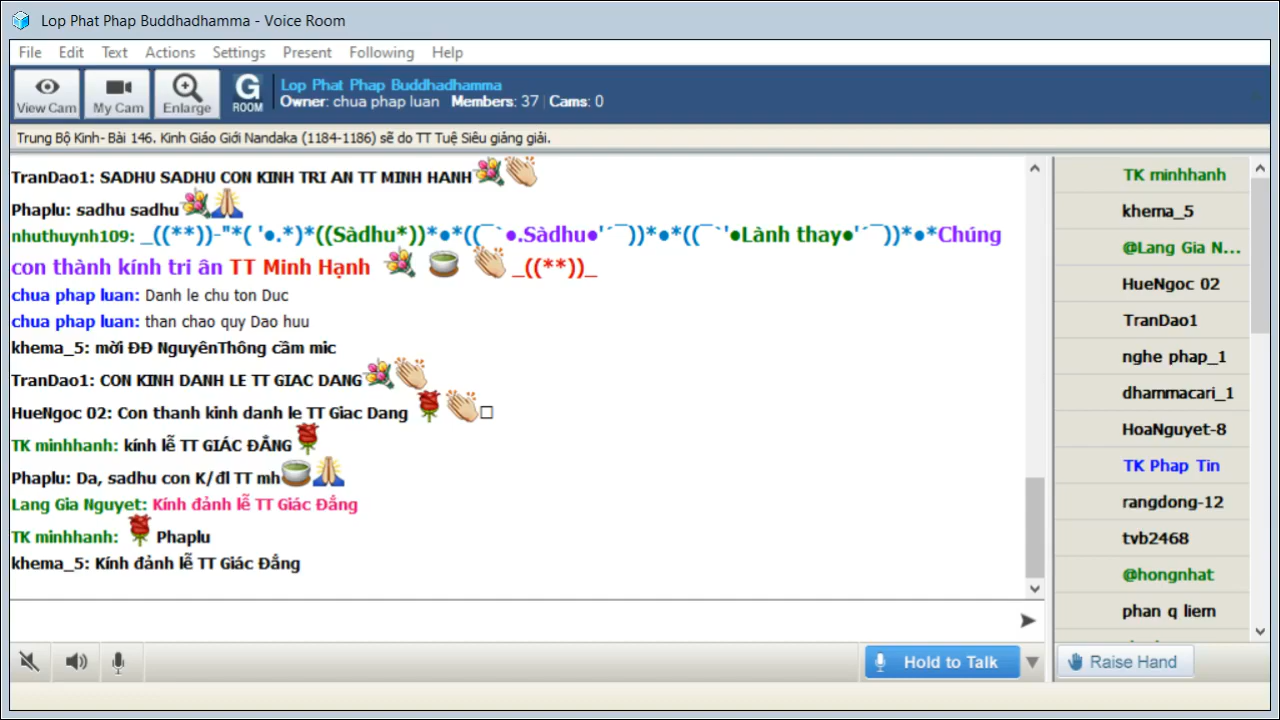 Lop Phat Phap Buddhadhamma - Voice Room
File Edit Text Actions Settings Present Following Help
View Cam My Cam Enlarge G ROOM
Lop Phat Phap Buddhadhamma
Owner: chua phap luan Members: 37 Cams: 0
Trung Bộ Kinh- Bài 146. Kinh Giáo Giới Nandaka (1184-1186) sẽ do TT Tuệ Siêu giảng giải.
TranDao1: SADHU SADHU CON KINH TRI AN TT MINH HANH
Phaplu: sadhu sadhu
nhuthuynh109: _((**))-"*( '●.*)*((Sàdhu*))*●*((¯`●.Sàdhu●'´¯))*●*((¯`'●Lành thay●'´¯))*●*Chúng
con thành kính tri ân TT Minh Hạnh _((**))_
chua phap luan: Danh le chu ton Duc
chua phap luan: than chao quy Dao huu
khema_5: mời ĐĐ NguyênThông cầm mic
TranDao1: CON KINH DANH LE TT GIAC DANG
HueNgoc 02: Con thanh kinh danh le TT Giac Dang
TK minhhanh: kính lễ TT GIÁC ĐẲNG
Phaplu: Da, sadhu con K/đl TT mh
Lang Gia Nguyet: Kính đảnh lễ TT Giác Đẳng
TK minhhanh: Phaplu
khema_5: Kính đảnh lễ TT Giác Đẳng
TK minhhanh
khema_5
@Lang Gia N...
HueNgoc 02
TranDao1
nghe phap_1
dhammacari_1
HoaNguyet-8
TK Phap Tin
rangdong-12
tvb2468
@hongnhat
phan q liem
Hold to Talk
Raise Hand